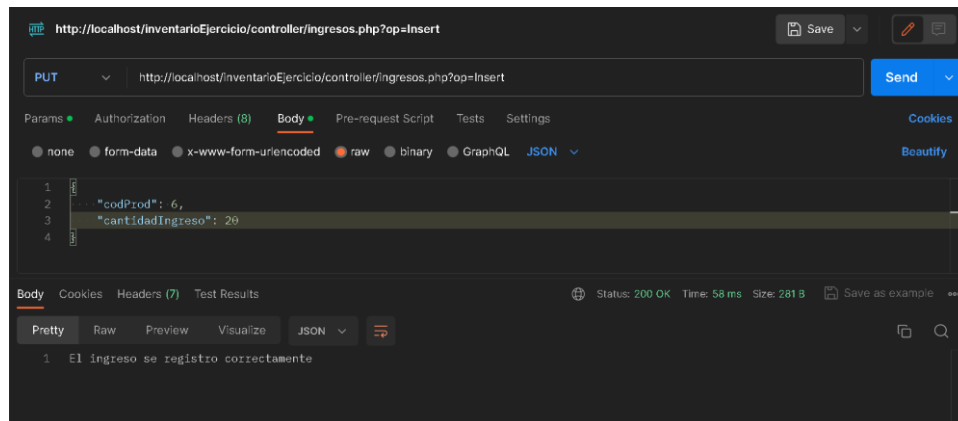 HTTP http://localhost/inventarioEjercicio/controller/ingresos.php?op=Insert Save
PUT http://localhost/inventarioEjercicio/controller/ingresos.php?op=Insert Send
Params Authorization Headers (8) Body Pre-request Script Tests Settings Cookies
none form-data x-www-form-urlencoded raw binary GraphQL JSON Beautify
1 {
2 "codProd": 6,
3 "cantidadIngreso": 20
4 }
Body Cookies Headers (7) Test Results Status: 200 OK Time: 58 ms Size: 281 B Save as example
Pretty Raw Preview Visualize JSON
1 El ingreso se registro correctamente